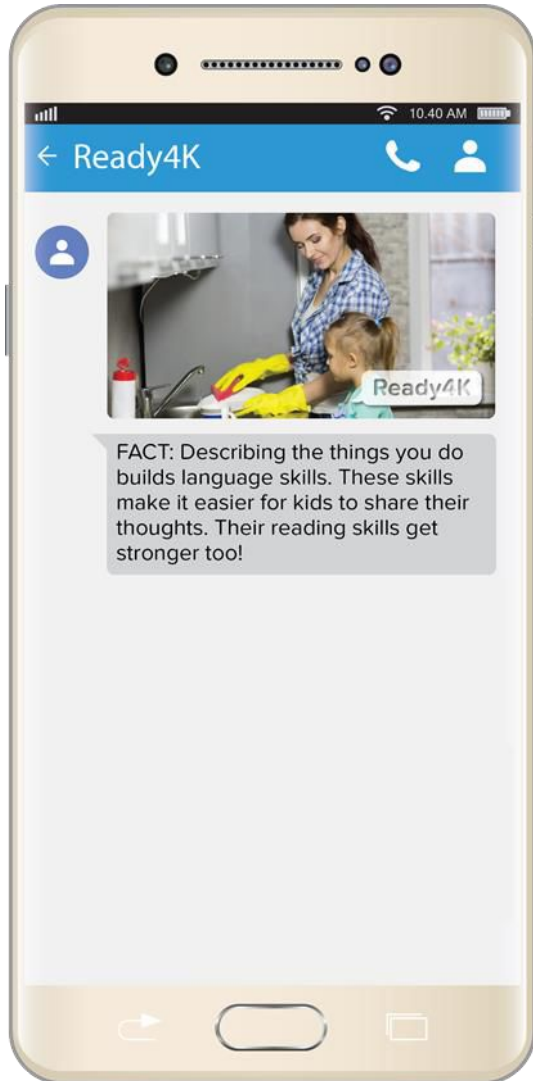 10.40 AM
Ready4K
Ready4K
FACT: Describing the things you do
builds language skills. These skills
make it easier for kids to share their
thoughts. Their reading skills get
stronger too!